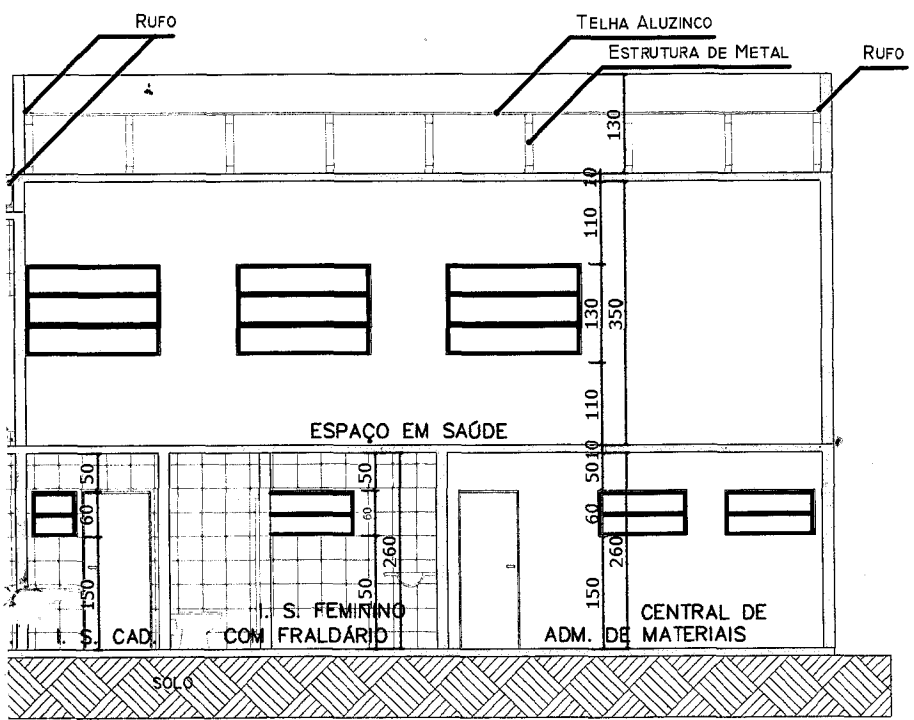 RUFO
TELHA ALUZINCO
ESTRUTURA DE METAL
RUFO
130
10
110
130
350
110
ESPAÇO EM SAÚDE
10
50
50
50
60
60
60
260
260
150
50
150
I. S. FEMININO
CENTRAL DE
I. S. CAD.
COM FRALDÁRIO
ADM. DE MATERIAIS
SOLO